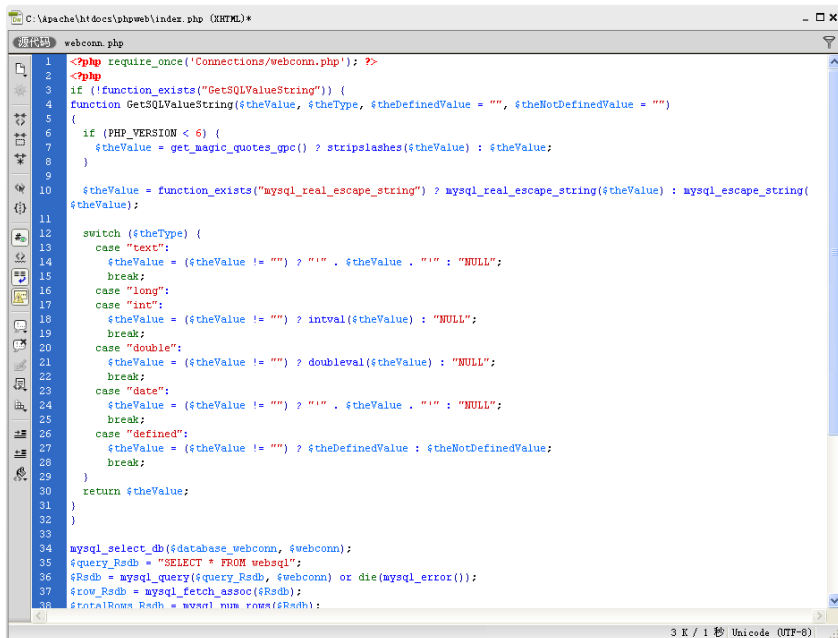 C:\Apache\htdocs\phpweb\index.php (XHTML)*
源代码 webconn.php
1 <?php require_once('Connections/webconn.php'); ?>
2 <?php
3 if (!function_exists("GetSQLValueString")) {
4 function GetSQLValueString($theValue, $theType, $theDefinedValue = "", $theNotDefinedValue = "")
5 {
6   if (PHP_VERSION < 6) {
7     $theValue = get_magic_quotes_gpc() ? stripslashes($theValue) : $theValue;
8   }
9
10   $theValue = function_exists("mysql_real_escape_string") ? mysql_real_escape_string($theValue) : mysql_escape_string(
$theValue);
11
12   switch ($theType) {
13     case "text":
14       $theValue = ($theValue != "") ? "'" . $theValue . "'" : "NULL";
15       break;
16     case "long":
17     case "int":
18       $theValue = ($theValue != "") ? intval($theValue) : "NULL";
19       break;
20     case "double":
21       $theValue = ($theValue != "") ? doubleval($theValue) : "NULL";
22       break;
23     case "date":
24       $theValue = ($theValue != "") ? "'" . $theValue . "'" : "NULL";
25       break;
26     case "defined":
27       $theValue = ($theValue != "") ? $theDefinedValue : $theNotDefinedValue;
28       break;
29   }
30   return $theValue;
31 }
32 }
33
34 mysql_select_db($database_webconn, $webconn);
35 $query_Rsdb = "SELECT * FROM websql";
36 $Rsdb = mysql_query($query_Rsdb, $webconn) or die(mysql_error());
37 $row_Rsdb = mysql_fetch_assoc($Rsdb);
38 $totalRows_Rsdb = mysql_num_rows($Rsdb);
3 K / 1 秒 Unicode (UTF-8)